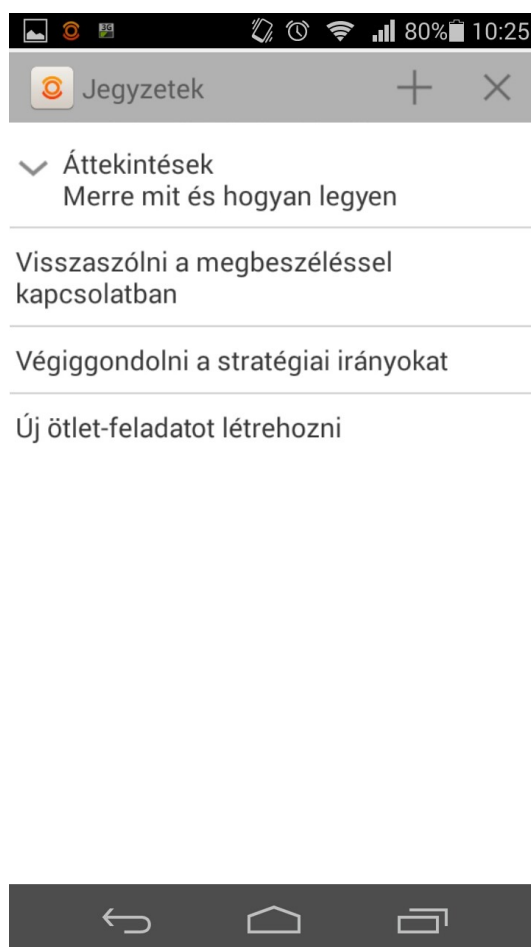 3G
80% 10:25
Jegyzetek
Áttekintések
Merre mit és hogyan legyen
Visszaszólni a megbeszéléssel
kapcsolatban
Végiggondolni a stratégiai irányokat
Új ötlet-feladatot létrehozni